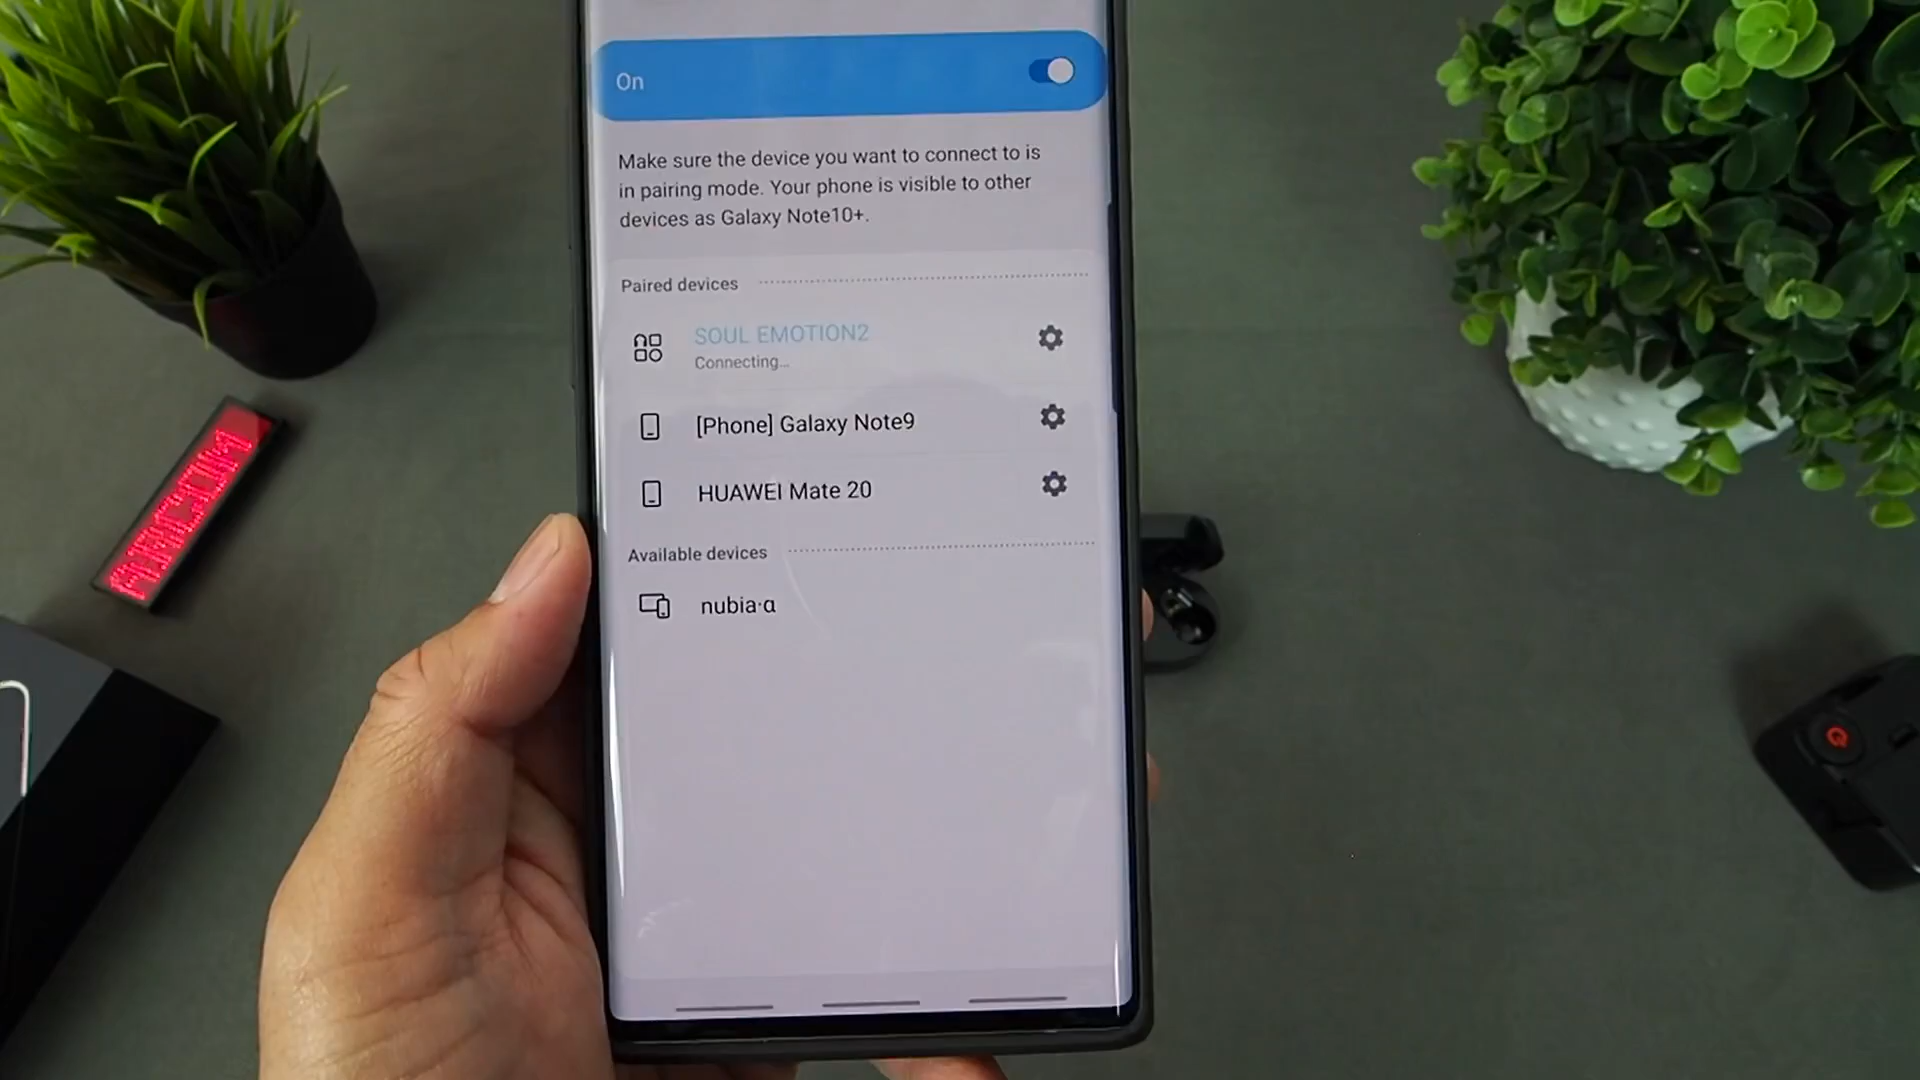 On
Make sure the device you want to connect to is
in pairing mode. Your phone is visible to other
devices as Galaxy Note10+.
Paired devices
SOUL EMOTION2
Connecting...
[Phone] Galaxy Note9
HUAWEI Mate 20
Available devices
nubia·α